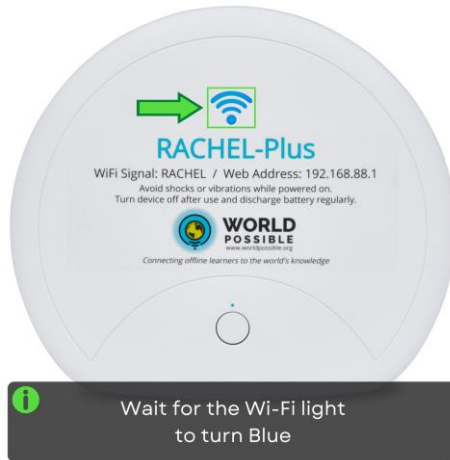 RACHEL-Plus
WiFi Signal: RACHEL / Web Address: 192.168.88.1
Avoid shocks or vibrations while powered on.
Turn device off after use and discharge battery regularly.
WORLD
POSSIBLE
www.worldpossible.org
Connecting offline learners to the world's knowledge
i
Wait for the Wi-Fi light
to turn Blue